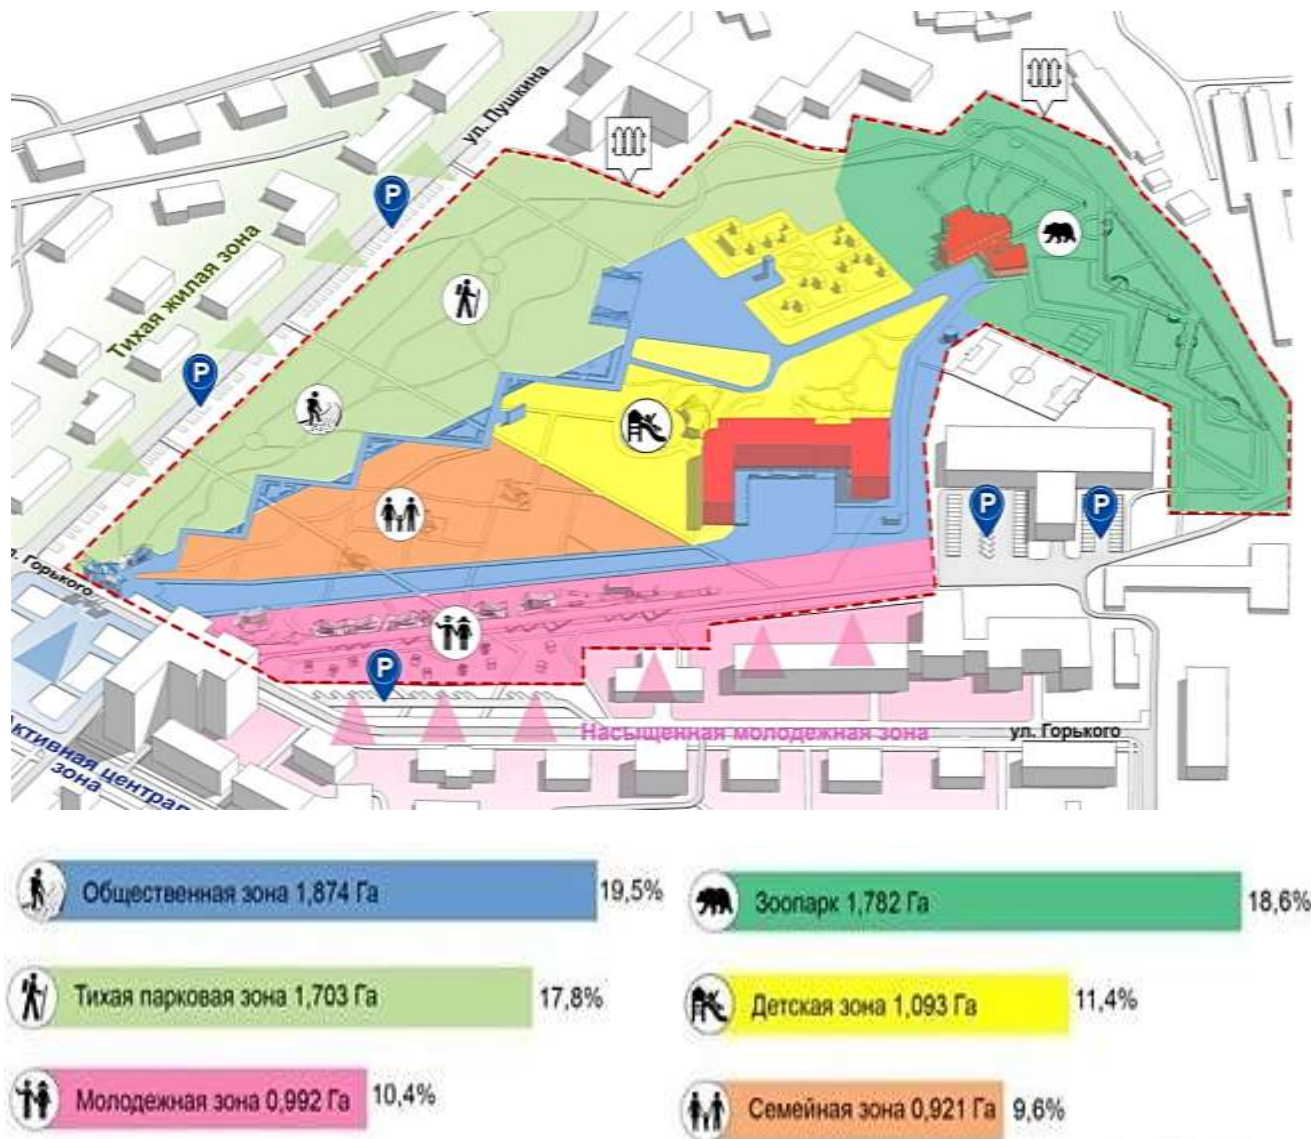 ул. Пушкина
P
Тихая жилая зона
P
P
P
ул. Горького
P
Насыщенная молодежная зона
ул. Горького
Активная централ
зона
Общественная зона 1,874 Га
19,5%
Зоопарк 1,782 Га
18,6%
Тихая парковая зона 1,703 Га
17,8%
Детская зона 1,093 Га
11,4%
Молодежная зона 0,992 Га
10,4%
Семейная зона 0,921 Га
9,6%